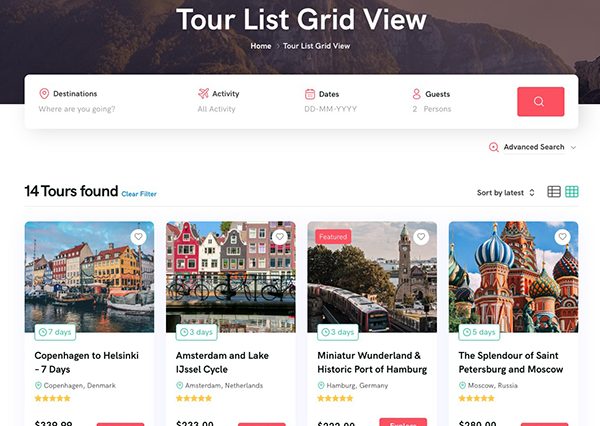 Tour List Grid View
Home > Tour List Grid View
Destinations
Where are you going?
Activity
All Activity
Dates
DD-MM-YYYY
Guests
2 Persons
Advanced Search
14 Tours found Clear Filter
Sort by latest
7 days
Copenhagen to Helsinki
- 7 Days
Copenhagen, Denmark
$339.99
3 days
Amsterdam and Lake
IJssel Cycle
Amsterdam, Netherlands
$233.00
Featured
3 days
Miniatur Wunderland &
Historic Port of Hamburg
Hamburg, Germany
$222.00
Explore
5 days
The Splendour of Saint
Petersburg and Moscow
Moscow, Russia
$280.00